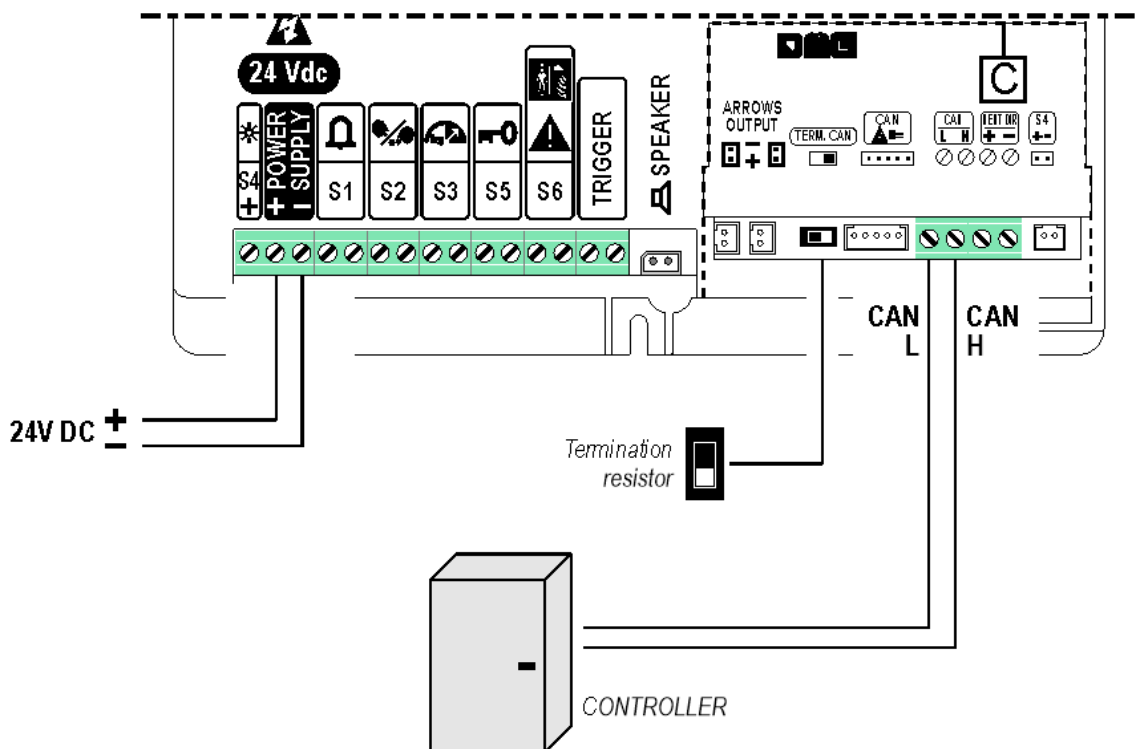 24 Vdc
C
S4
+
POWER
SUPPLY
+
−
S1
S2
S3
S5
S6
TRIGGER
SPEAKER
ARROWS
OUTPUT
− +
TERM. CAN
CAN
L H
+ −
S4
+ -
CAN
L
CAN
H
24V DC
+
−
Termination
resistor
CONTROLLER